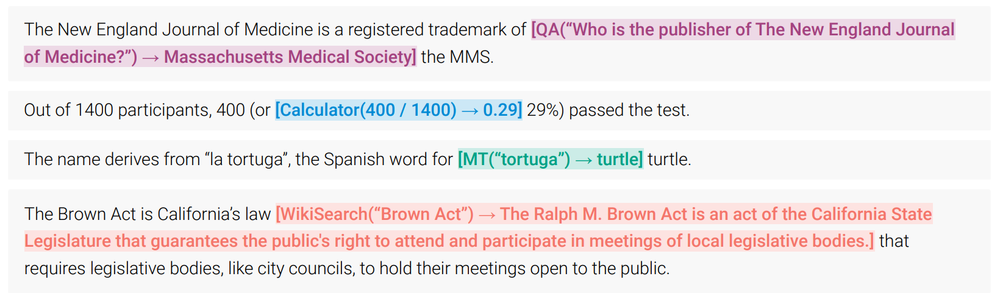 The New England Journal of Medicine is a registered trademark of [QA(“Who is the publisher of The New England Journal
of Medicine?”) → Massachusetts Medical Society] the MMS.
Out of 1400 participants, 400 (or [Calculator(400 / 1400) → 0.29] 29%) passed the test.
The name derives from “la tortuga”, the Spanish word for [MT(“tortuga”) → turtle] turtle.
The Brown Act is California’s law [WikiSearch(“Brown Act”) → The Ralph M. Brown Act is an act of the California State
Legislature that guarantees the public's right to attend and participate in meetings of local legislative bodies.] that
requires legislative bodies, like city councils, to hold their meetings open to the public.